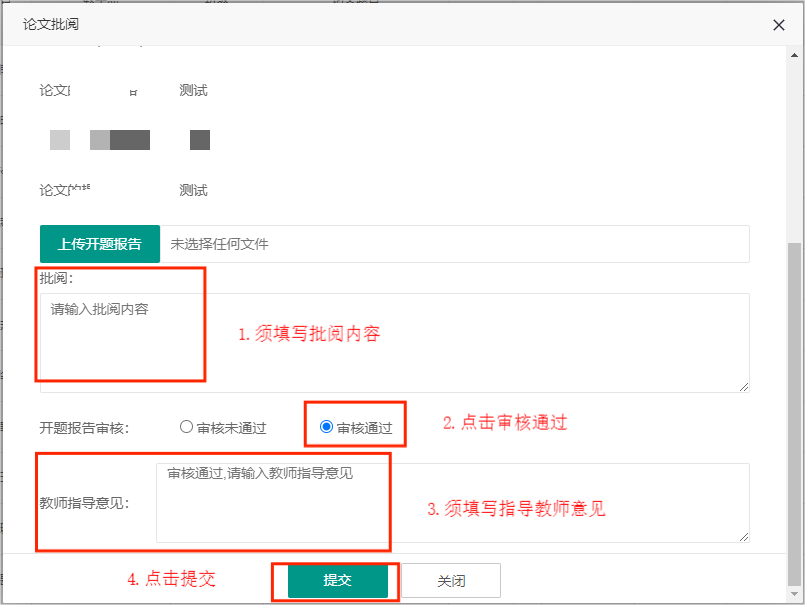 论文批阅
论文
测试
论文的
测试
上传开题报告 未选择任何文件
批阅:
请输入批阅内容
1. 须填写批阅内容
开题报告审核: 审核未通过 审核通过
2. 点击审核通过
审核通过,请输入教师指导意见
教师指导意见:
3. 须填写指导教师意见
4. 点击提交
提交 关闭